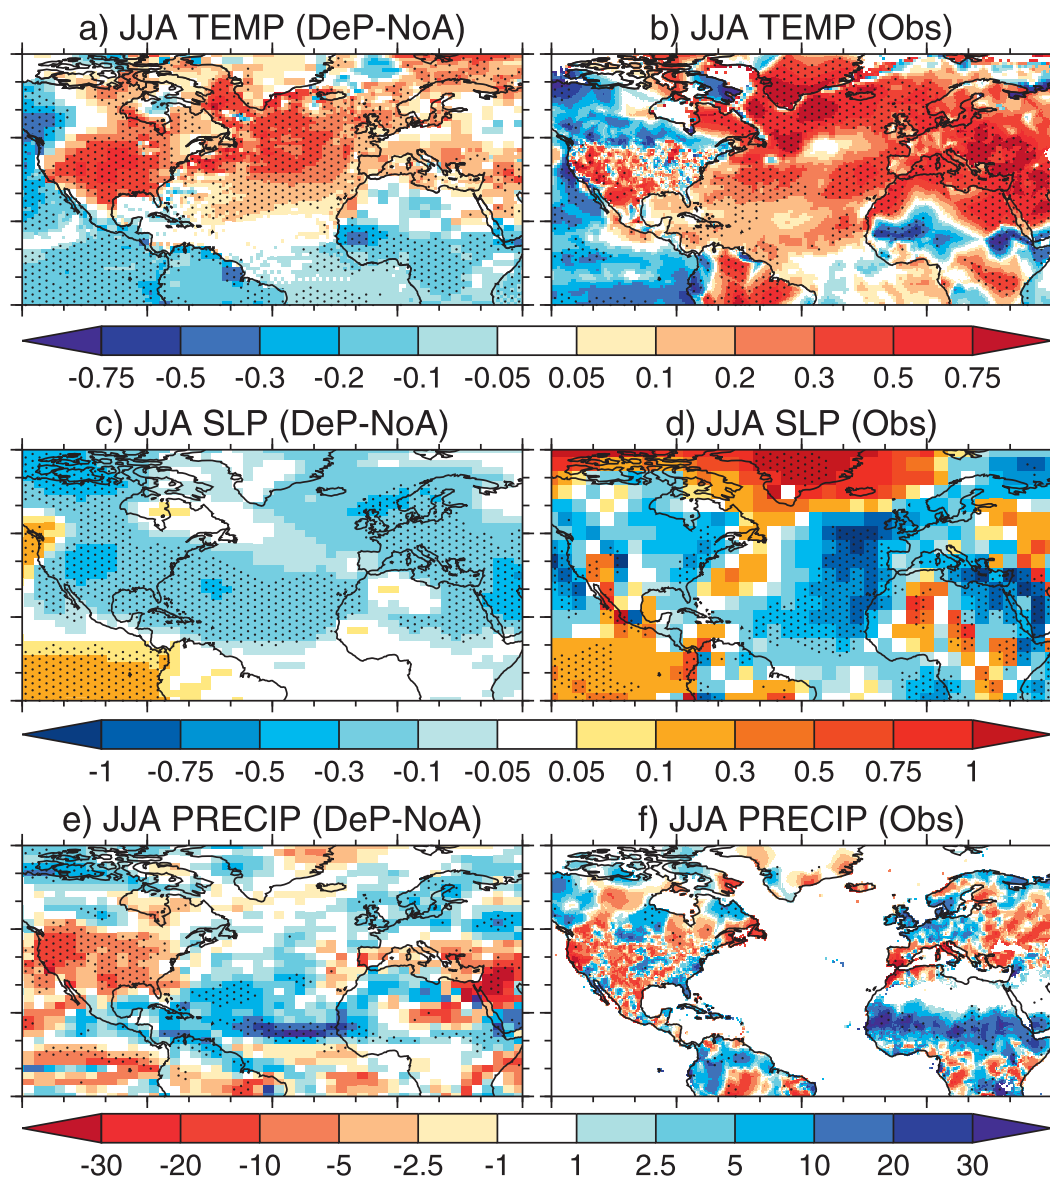 a) JJA TEMP (DeP-NoA) b) JJA TEMP (Obs)
-0.75 -0.5 -0.3 -0.2 -0.1 -0.05 0.05 0.1 0.2 0.3 0.5 0.75
c) JJA SLP (DeP-NoA) d) JJA SLP (Obs)
-1 -0.75 -0.5 -0.3 -0.1 -0.05 0.05 0.1 0.3 0.5 0.75 1
e) JJA PRECIP (DeP-NoA) f) JJA PRECIP (Obs)
-30 -20 -10 -5 -2.5 -1 1 2.5 5 10 20 30